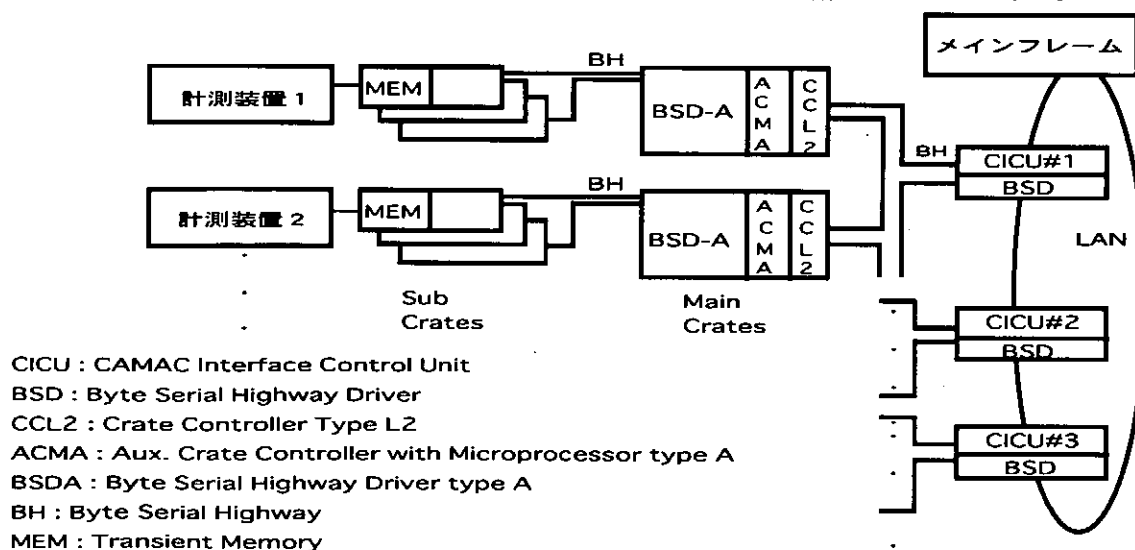 メインフレーム
BH
計測装置 1
MEM
BSD-A
ACMA
CCL2
BH
CICU#1
BSD
BH
計測装置 2
MEM
BSD-A
ACMA
CCL2
LAN
Sub
Crates
Main
Crates
CICU#2
BSD
CICU#3
BSD
CICU : CAMAC Interface Control Unit
BSD : Byte Serial Highway Driver
CCL2 : Crate Controller Type L2
ACMA : Aux. Crate Controller with Microprocessor type A
BSDA : Byte Serial Highway Driver type A
BH : Byte Serial Highway
MEM : Transient Memory